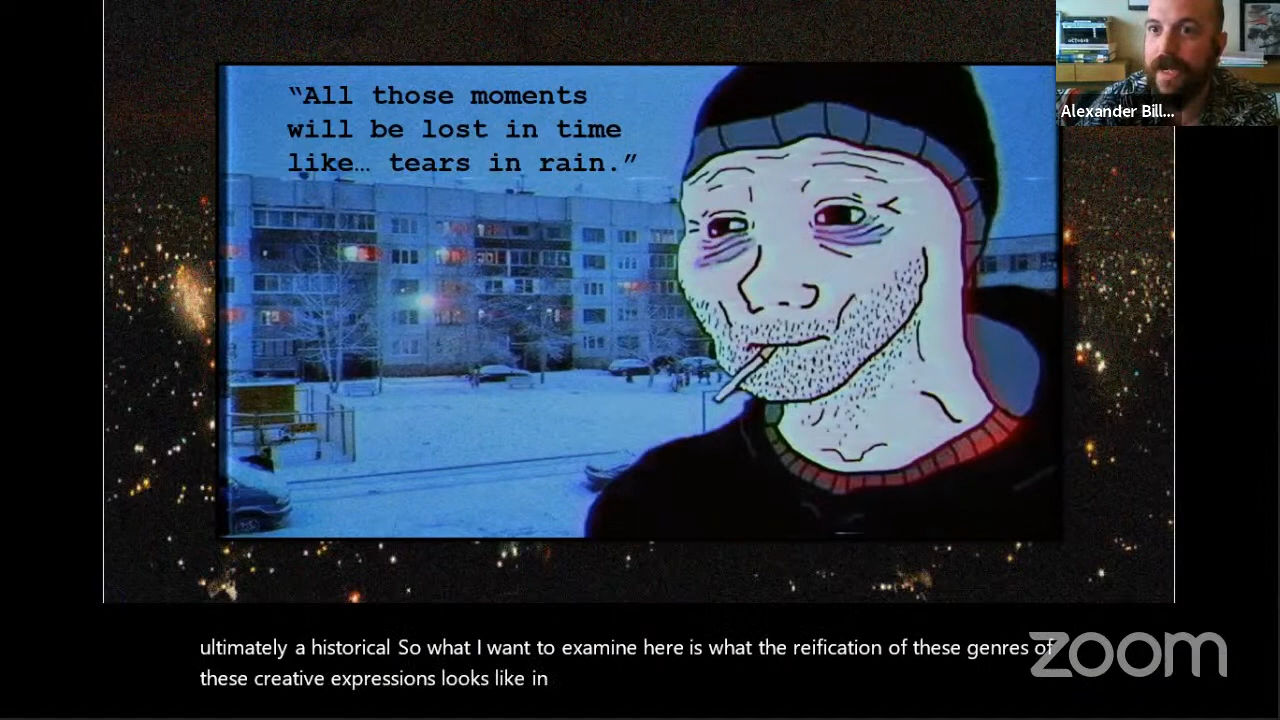 “All those moments
will be lost in time
like… tears in rain.”
Alexander Bill...
ultimately a historical So what I want to examine here is what the reification of these genres of
these creative expressions looks like in
zoom